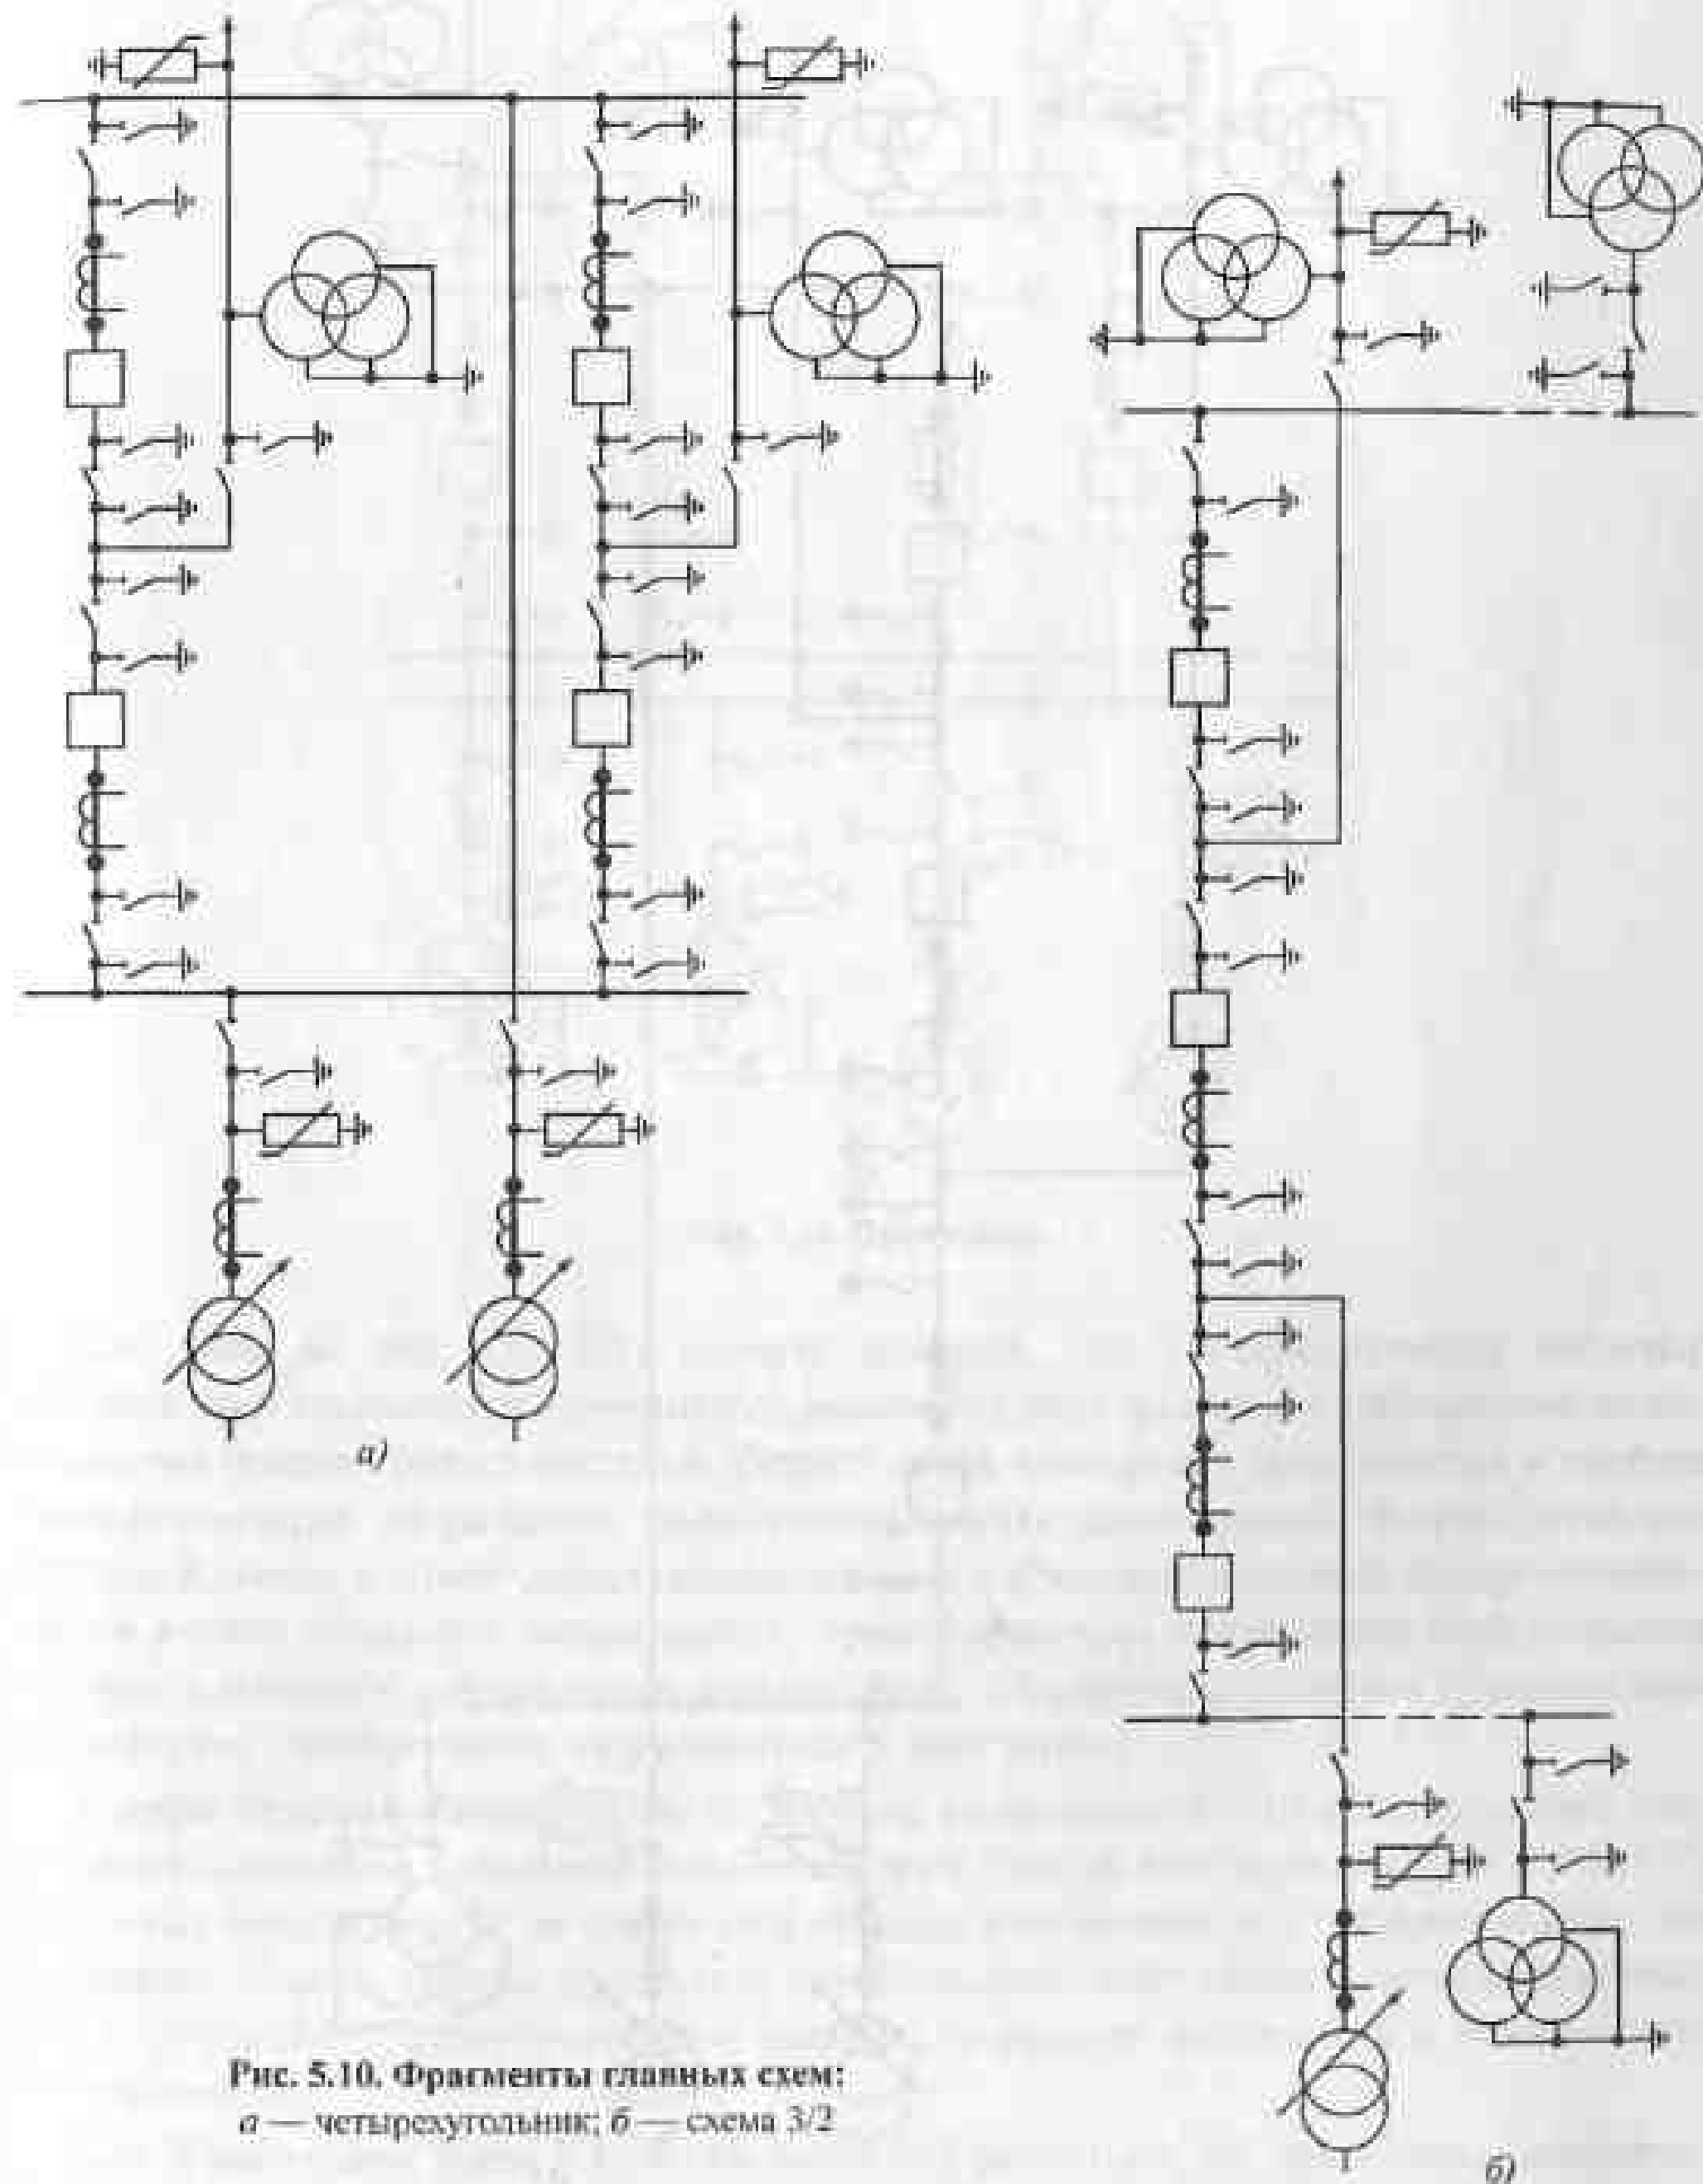 а)
Рис. 5.10. Фрагменты главных схем:
а — четырехугольник; б — схема 3/2
б)